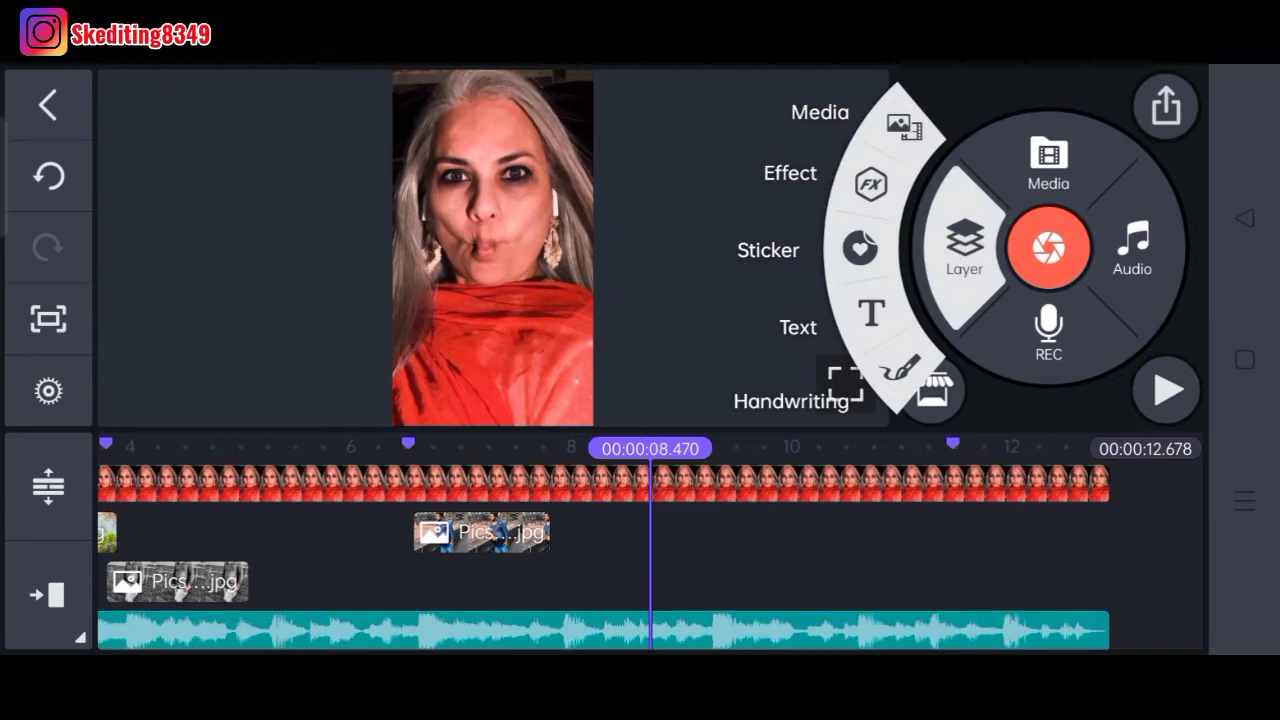 Skediting8349
Media
Effect
Sticker
Text
Handwriting
Media
FX
Layer
Audio
T
REC
4
6
8
00:00:08.470
10
12
00:00:12.678
g
Pics...jpg
Pics...jpg